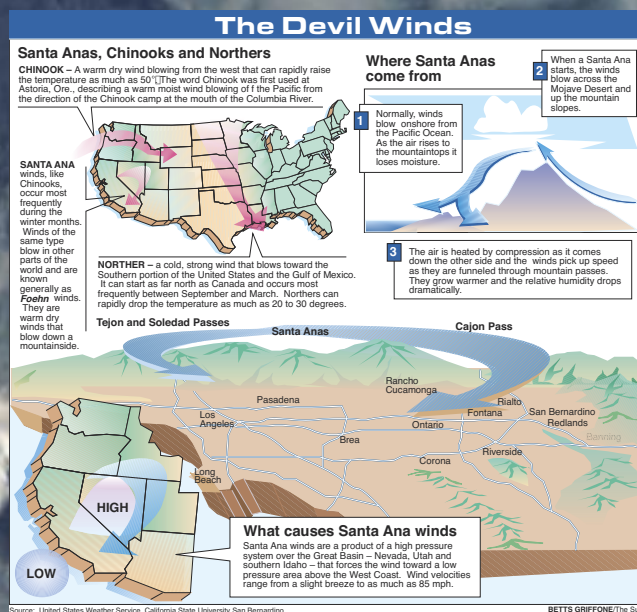 The Devil Winds
Santa Anas, Chinooks and Northers
CHINOOK – A warm dry wind blowing from the west that can rapidly raise
the temperature as much as 50° The word Chinook was first used at
Astoria, Ore., describing a warm moist wind blowing of f the Pacific from
the direction of the Chinook camp at the mouth of the Columbia River.
SANTA ANA
winds, like
Chinooks,
occur most
frequently
during the
winter months.
Winds of the
same type
blow in other
parts of the
world and are
known
generally as
Foehn winds.
They are
warm dry
winds that
blow down a
mountainside.
NORTHER – a cold, strong wind that blows toward the
Southern portion of the United States and the Gulf of Mexico.
It can start as far north as Canada and occurs most
frequently between September and March. Northers can
rapidly drop the temperature as much as 20 to 30 degrees.
Where Santa Anas
come from
1
Normally, winds
blow onshore from
the Pacific Ocean.
As the air rises to
the mountaintops it
loses moisture.
2
When a Santa Ana
starts, the winds
blow across the
Mojave Desert and
up the mountain
slopes.
3
The air is heated by compression as it comes
down the other side and the winds pick up speed
as they are funneled through mountain passes.
They grow warmer and the relative humidity drops
dramatically.
Tejon and Soledad Passes
Santa Anas
Cajon Pass
Rancho
Cucamonga
Pasadena
Rialto
Los
Angeles
Fontana
San Bernardino
Ontario
Redlands
Brea
Banning
Riverside
Corona
Long
Beach
HIGH
LOW
What causes Santa Ana winds
Santa Ana winds are a product of a high pressure
system over the Great Basin – Nevada, Utah and
southern Idaho – that forces the wind toward a low
pressure area above the West Coast. Wind velocities
range from a slight breeze to as much as 85 mph.
Source: United States Weather Service, California State University San Bernardino
BETTS GRIFFONE/The Su